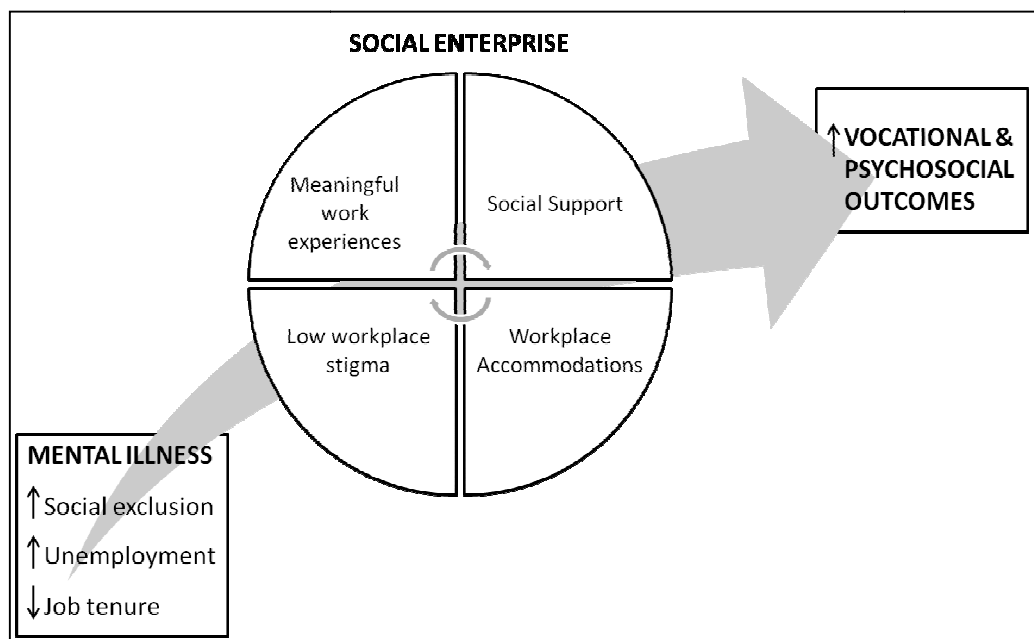 SOCIAL ENTERPRISE
Meaningful
work
experiences
Social Support
Low workplace
stigma
Workplace
Accommodations
↑ VOCATIONAL &
PSYCHOSOCIAL
OUTCOMES
MENTAL ILLNESS
↑ Social exclusion
↑ Unemployment
↓ Job tenure